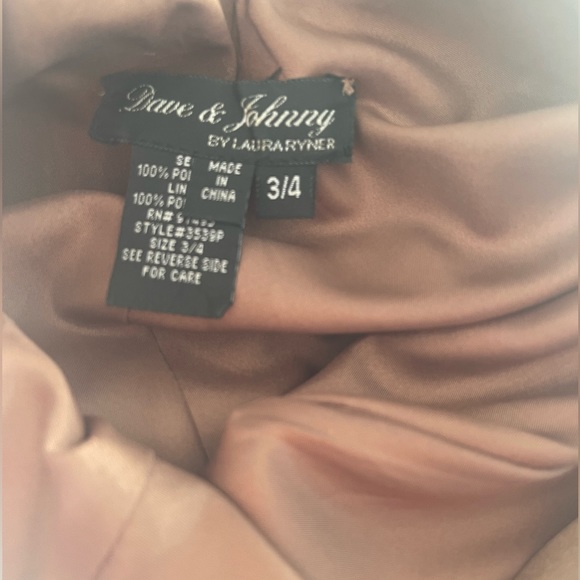 Dave & Johnny
BY LAURA RYNER
SE
100% PO
LIN
100% PO
RN#
STYLE#3539P
SIZE 3/4
SEE REVERSE SIDE
FOR CARE
MADE
IN
CHINA
3/4